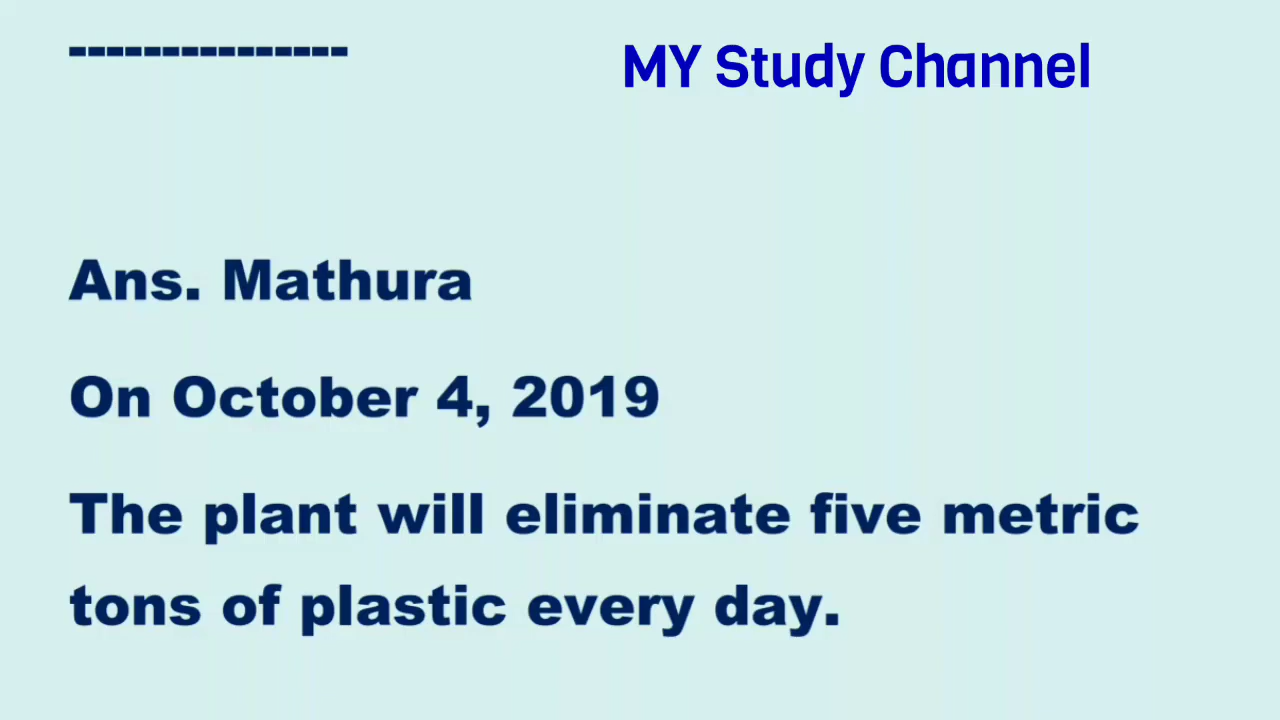 ---------------
MY Study Channel
Ans. Mathura
On October 4, 2019
The plant will eliminate five metric
tons of plastic every day.